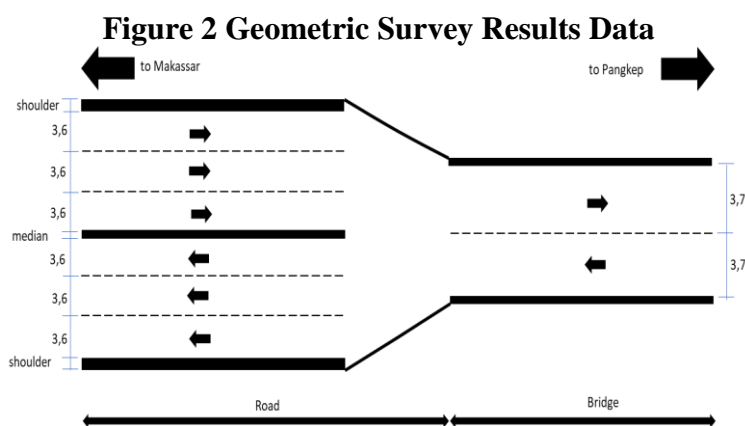 Figure 2 Geometric Survey Results Data
to Makassar
to Pangkep
shoulder
3,6
3,6
3,6
median
3,6
3,6
3,6
shoulder
3,7
3,7
Road
Bridge